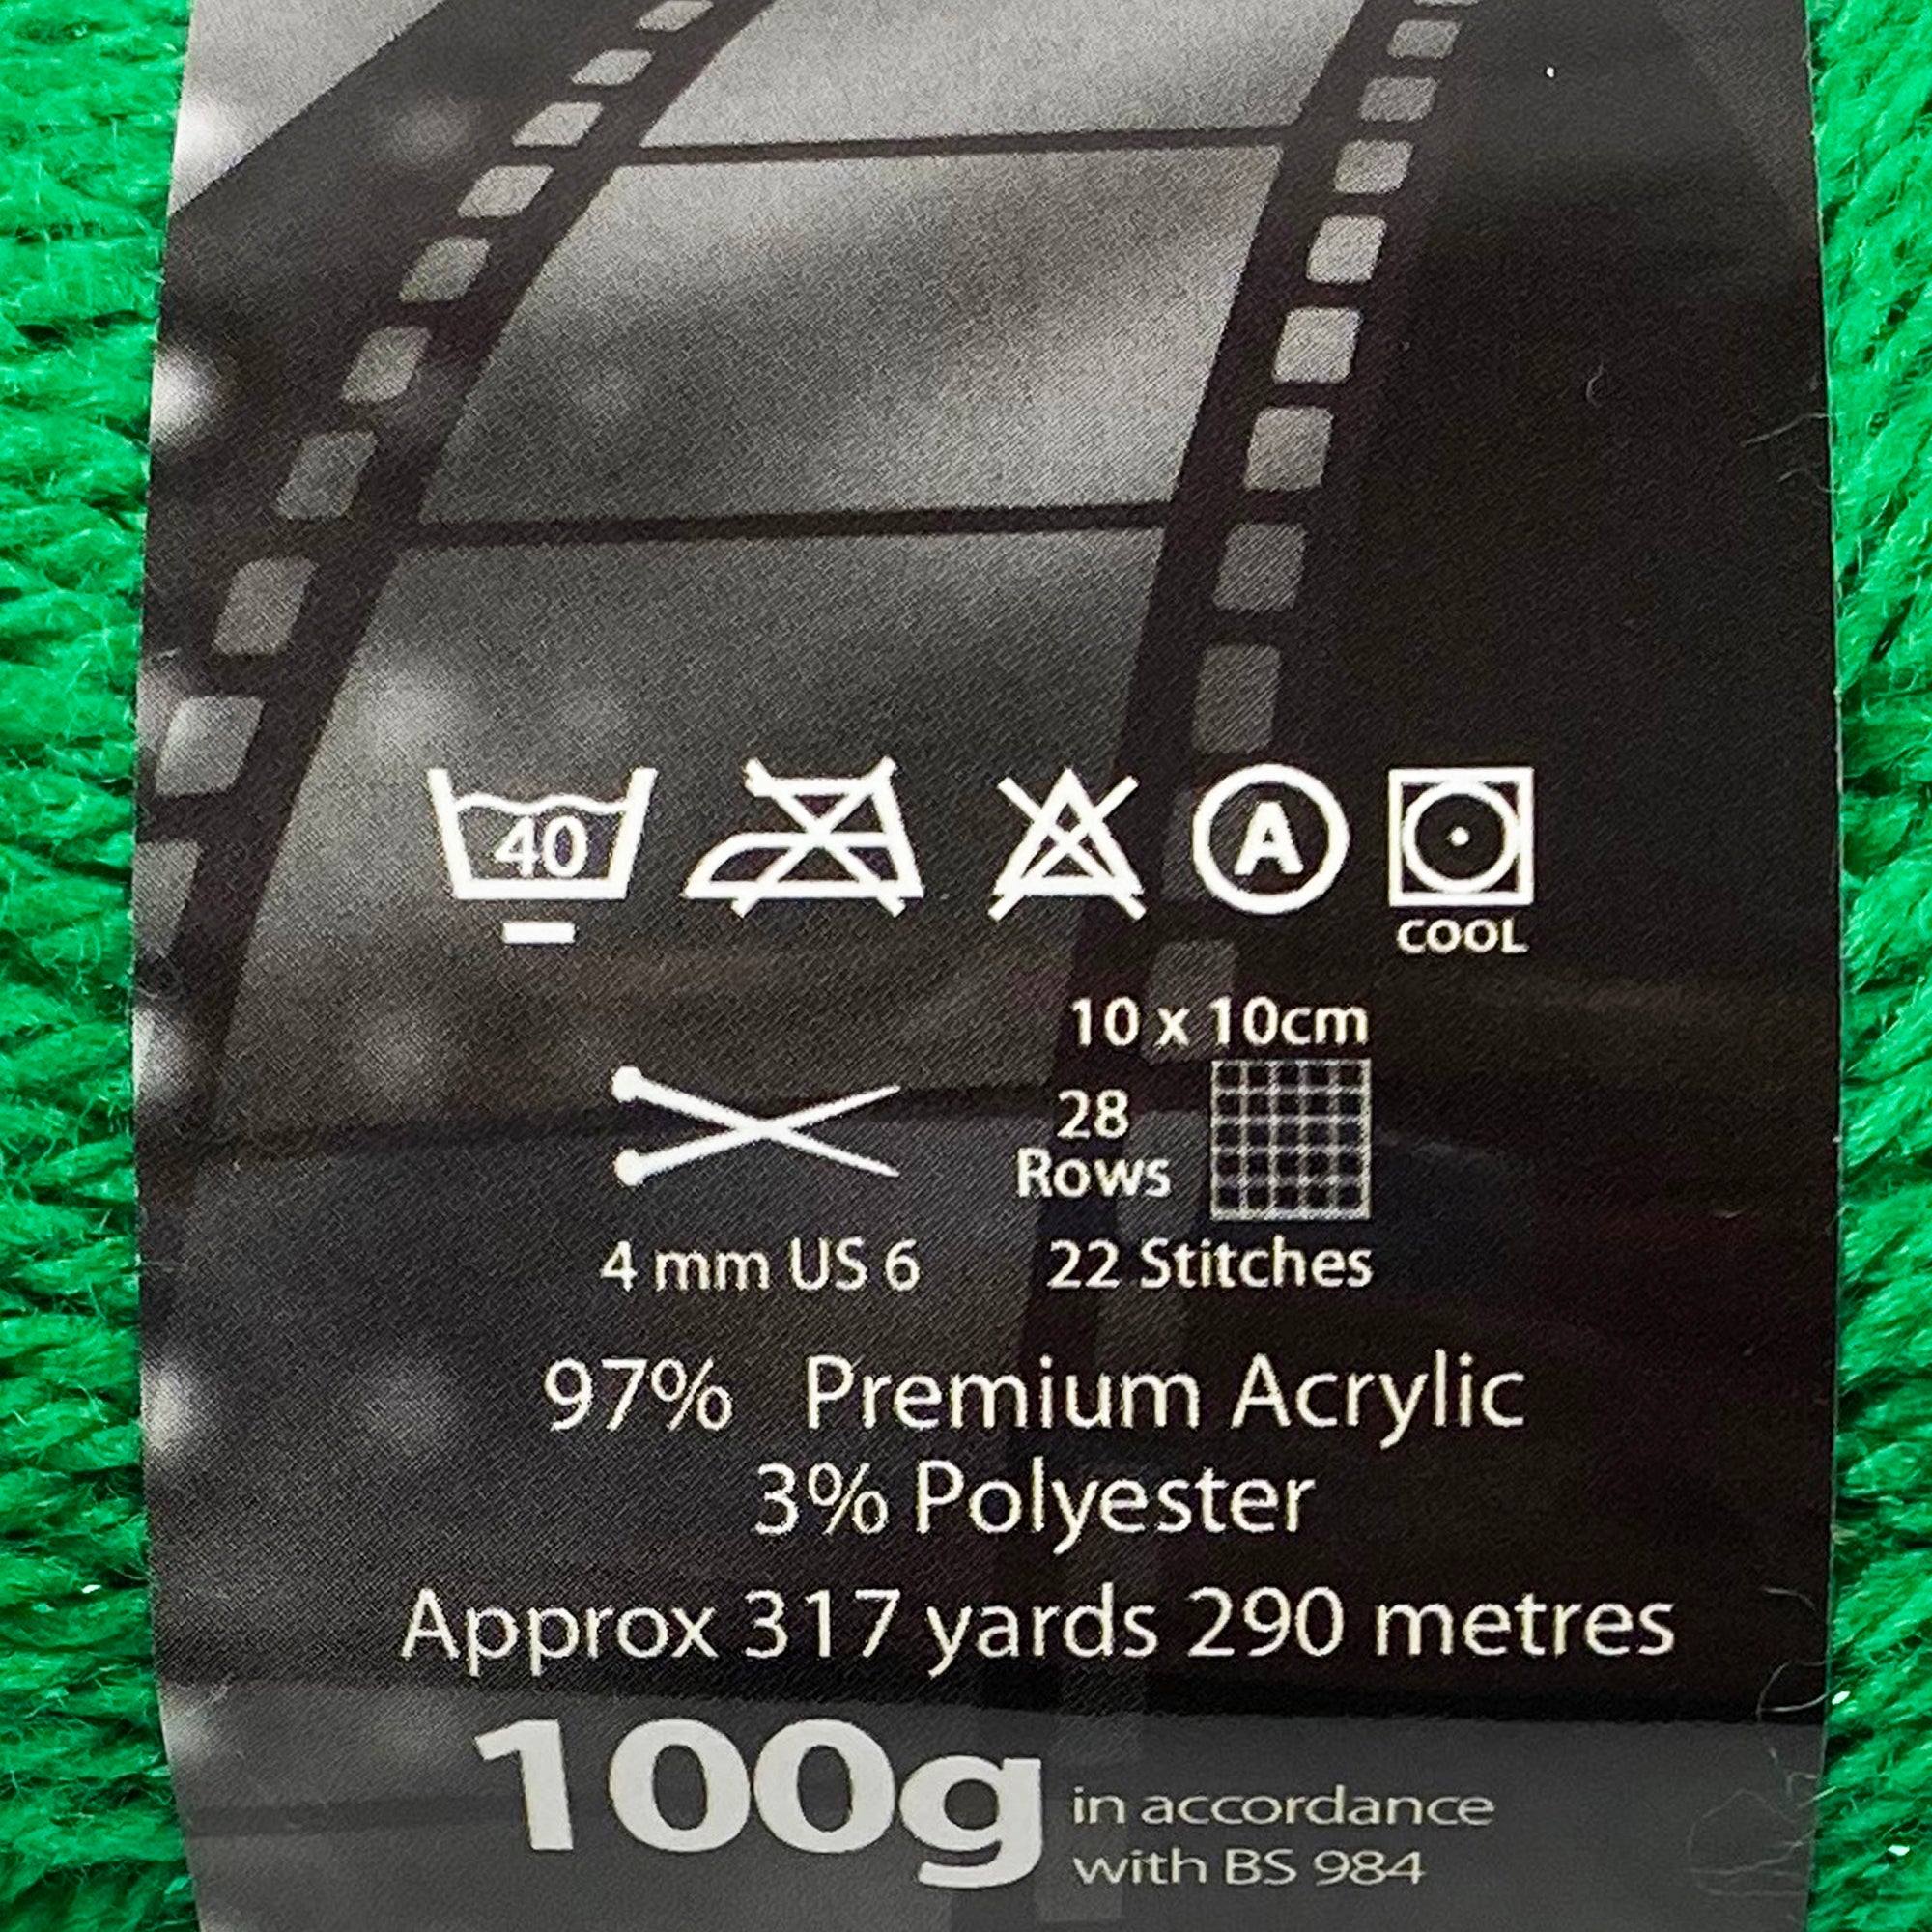 40
A
COOL
10 x 10cm
28
Rows
4 mm US 6
22 Stitches
97% Premium Acrylic
3% Polyester
Approx 317 yards 290 metres
100g
in accordance
with BS 984